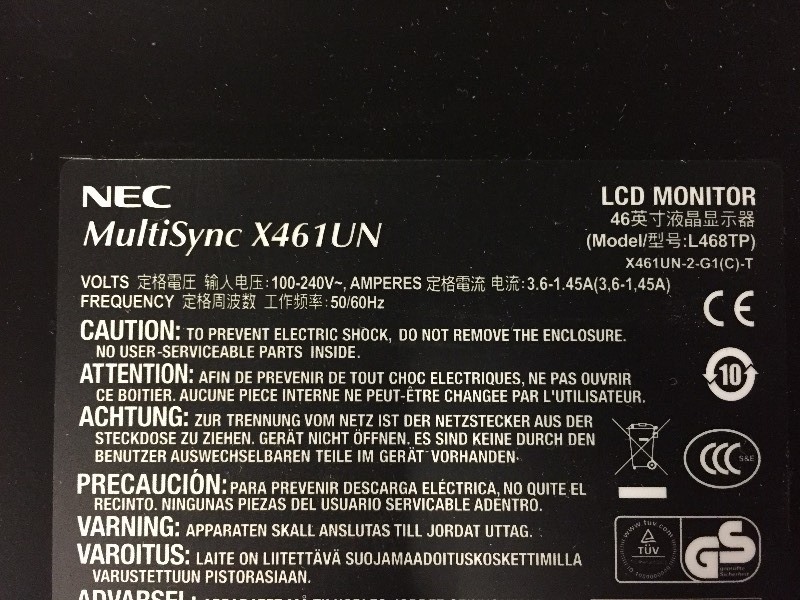 NEC
LCD MONITOR
MultiSync X461UN
46英寸液晶显示器
(Model/型号:L468TP)
X461UN-2-G1(C)-T
VOLTS 定格電圧 输入电压:100-240V~, AMPERES 定格電流 电流:3.6-1.45A(3,6-1,45A)
FREQUENCY 定格周波数 工作频率:50/60Hz
CE
CAUTION: TO PREVENT ELECTRIC SHOCK, DO NOT REMOVE THE ENCLOSURE.
NO USER-SERVICEABLE PARTS INSIDE.
10
ATTENTION: AFIN DE PREVENIR DE TOUT CHOC ELECTRIQUES, NE PAS OUVRIR
CE BOITIER. AUCUNE PIECE INTERNE NE PEUT-ÊTRE CHANGEE PAR L'UTILISATEUR.
ACHTUNG: ZUR TRENNUNG VOM NETZ IST DER NETZSTECKER AUS DER
STECKDOSE ZU ZIEHEN. GERÄT NICHT ÖFFNEN. ES SIND KEINE DURCH DEN
BENUTZER AUSWECHSELBAREN TEILE IM GERÄT VORHANDEN.
CCC S&E
PRECAUCIÓN: PARA PREVENIR DESCARGA ELÉCTRICA, NO QUITE EL
RECINTO. NINGUNAS PIEZAS DEL USUARIO SERVICABLE ADENTRO.
VARNING: APPARATEN SKALL ANSLUTAS TILL JORDAT UTTAG.
www.tuv.com
TÜV
GS
geprüfte
Sicherheit
VAROITUS: LAITE ON LIITETTÄVÄ SUOJAMAADOITUSKOSKETTIMILLA
VARUSTETTUUN PISTORASIAAN.
ADVARSEL: